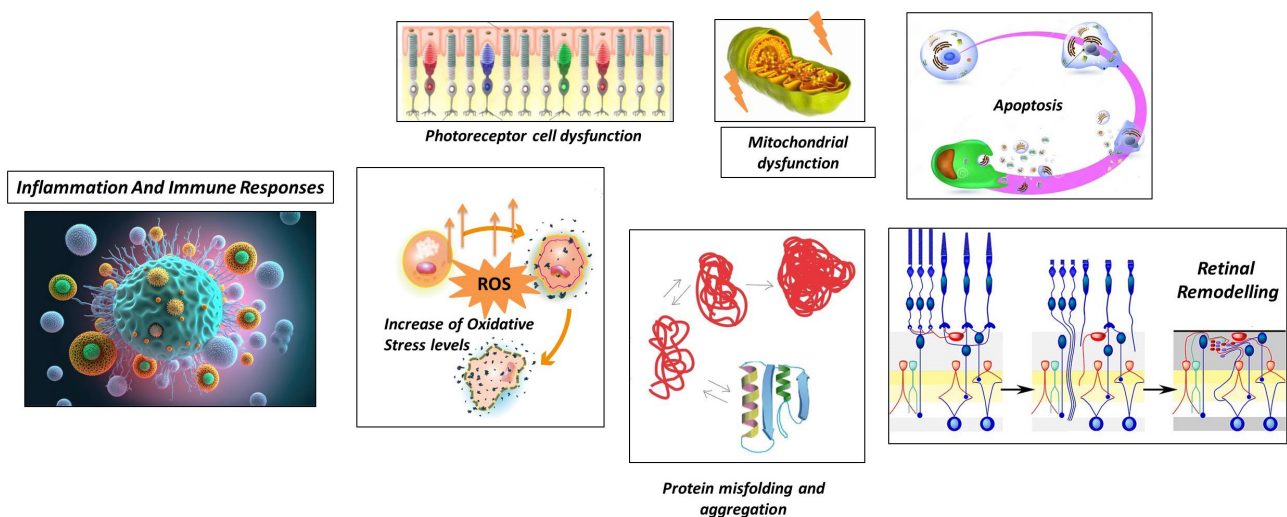 Photoreceptor cell dysfunction
Mitochondrial
dysfunction
Apoptosis
Inflammation And Immune Responses
ROS
Increase of Oxidative
Stress levels
Retinal
Remodelling
Protein misfolding and
aggregation